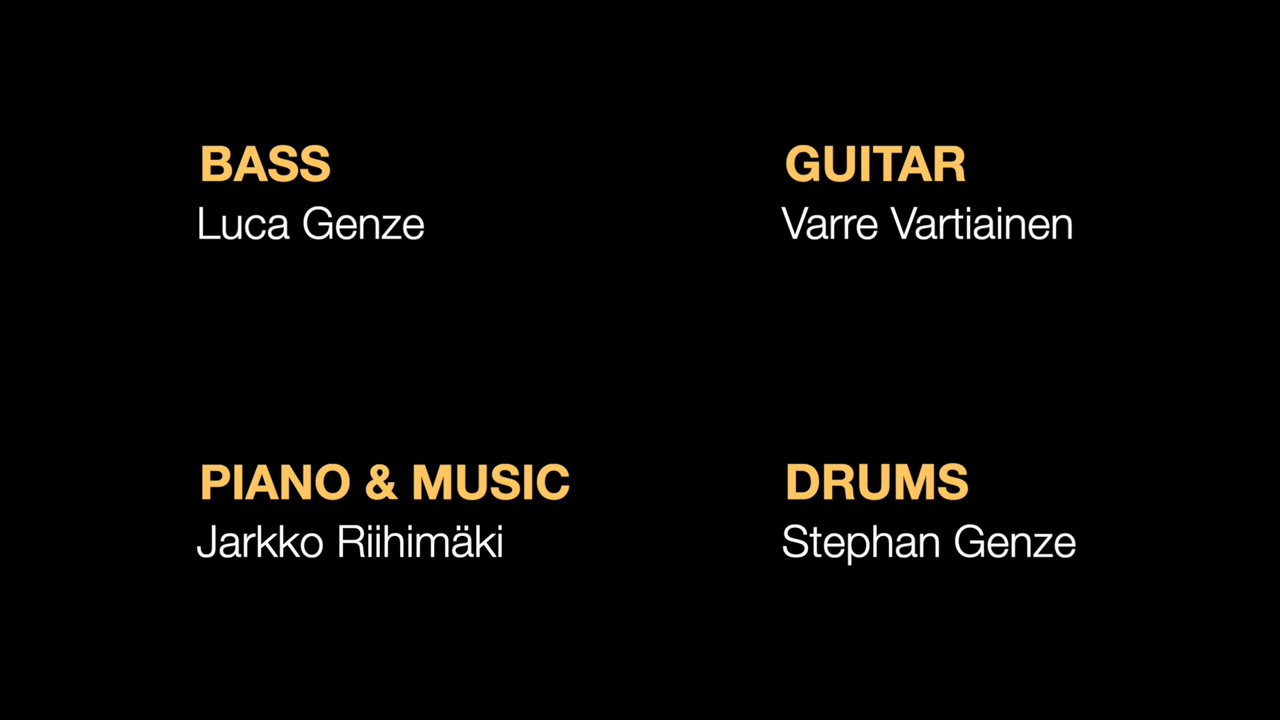 BASS
Luca Genze
GUITAR
Varre Vartiainen
PIANO & MUSIC
Jarkko Riihimäki
DRUMS
Stephan Genze